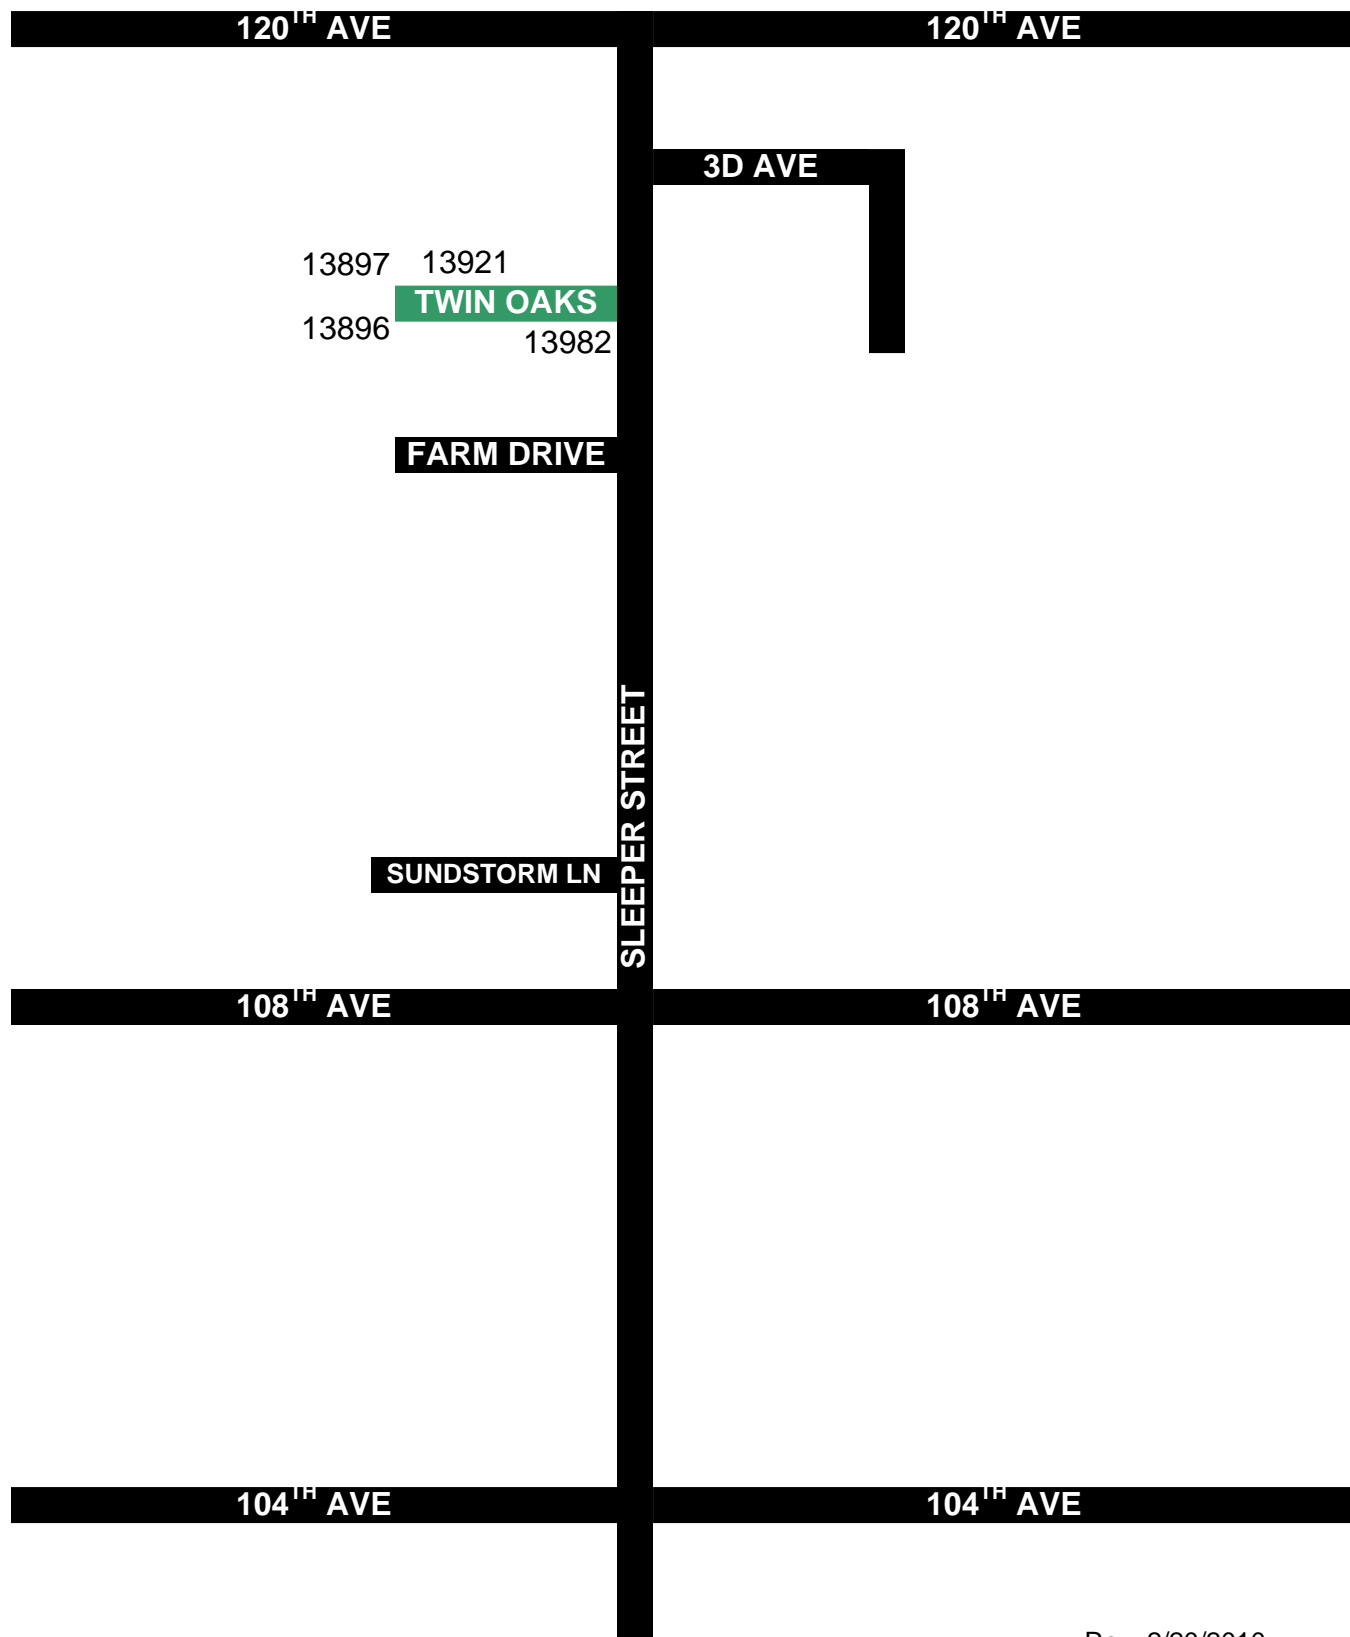 120TH AVE 120TH AVE
3D AVE
13897 13921
TWIN OAKS
13896
13982
FARM DRIVE
SLEEPER STREET
SUNDSTORM LN
108TH AVE 108TH AVE
104TH AVE 104TH AVE